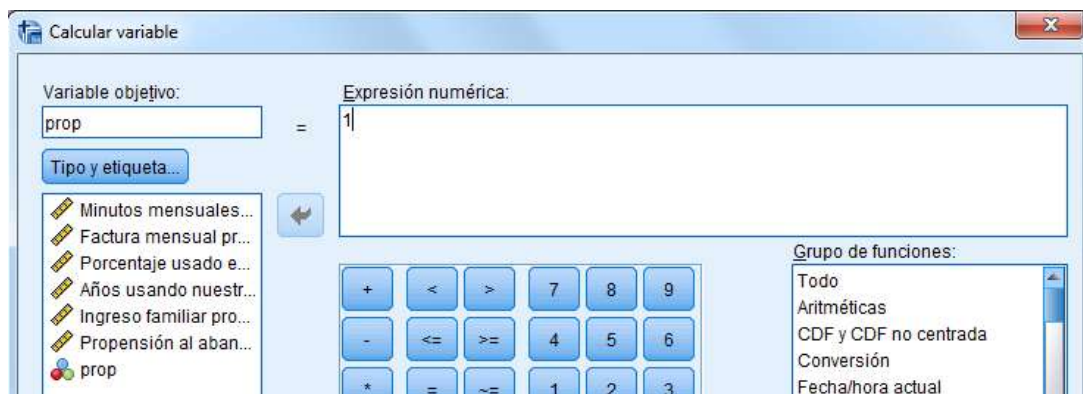 Calcular variable
Variable objetivo:
prop
=
Expresión numérica:
1
Tipo y etiqueta...
Minutos mensuales...
Factura mensual pr...
Porcentaje usado e...
Años usando nuestr...
Ingreso familiar pro...
Propensión al aban...
prop
+ < > 7 8 9
- <= >= 4 5 6
* = ~= 1 2 3
Grupo de funciones:
Todo
Aritméticas
CDF y CDF no centrada
Conversión
Fecha/hora actual